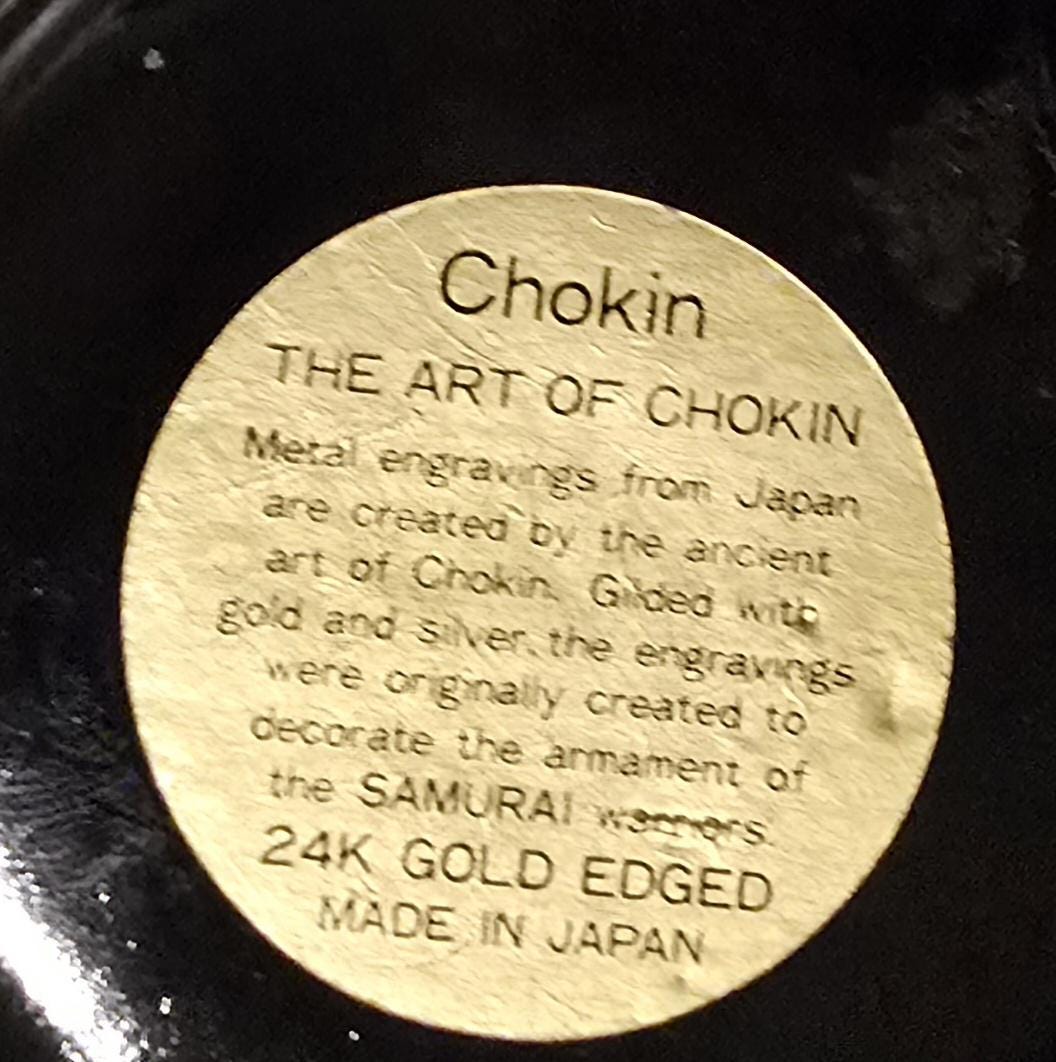 Chokin
THE ART OF CHOKIN
Metal engravings from Japan
are created by the ancient
art of Chokin. Gilded with
gold and silver, the engravings
were originally created to
decorate the armament of
the SAMURAI warriors.
24K GOLD EDGED
MADE IN JAPAN